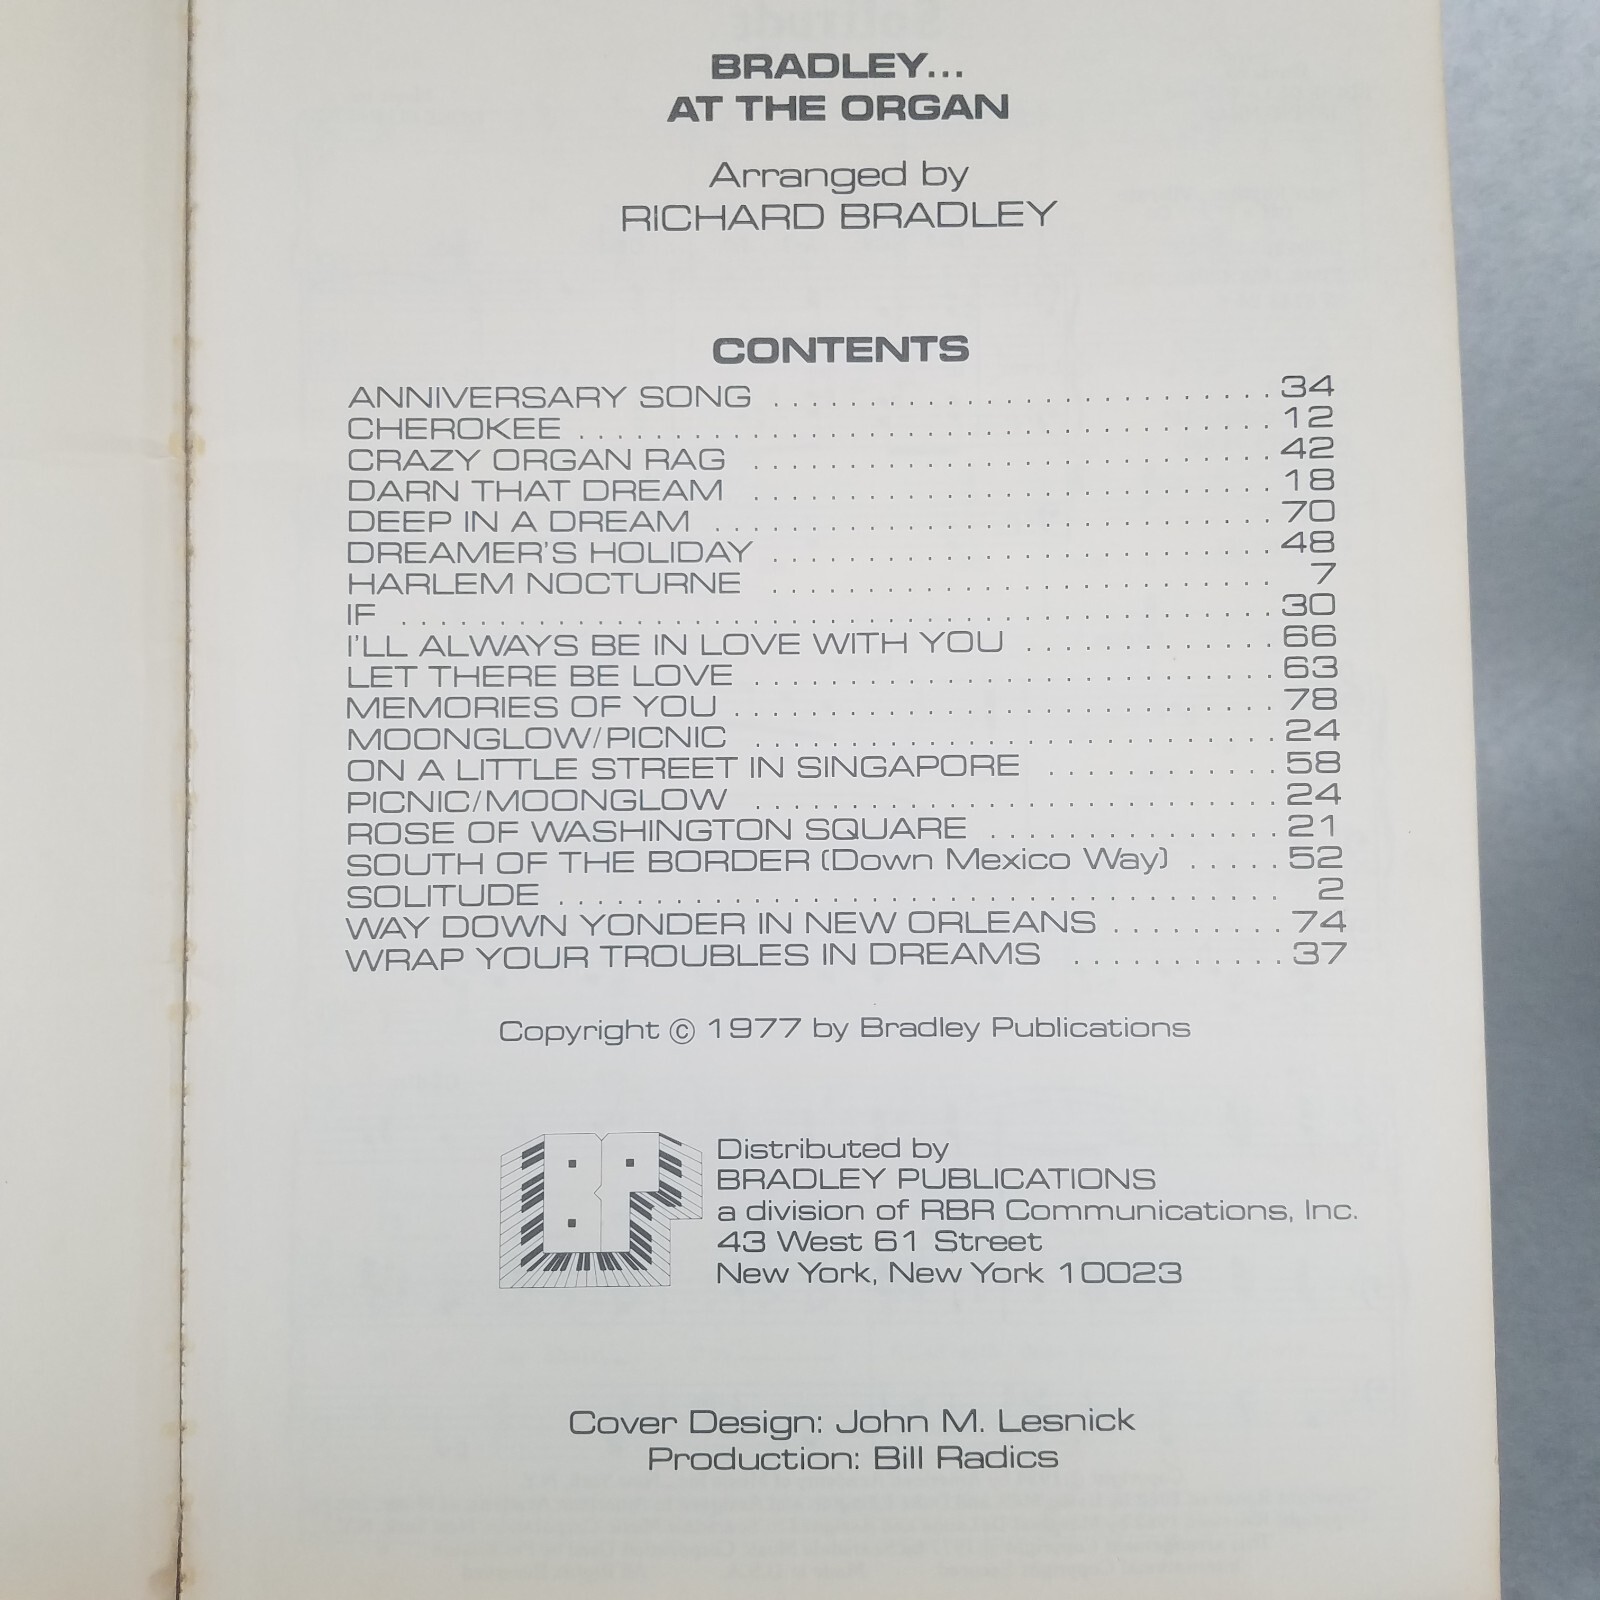 BRADLEY...
AT THE ORGAN
Arranged by
RICHARD BRADLEY
CONTENTS
ANNIVERSARY SONG . . . . . . . . . . . . . . . . . . . . . . . . . . 34
CHEROKEE . . . . . . . . . . . . . . . . . . . . . . . . . . . . . . . . . . . . 12
CRAZY ORGAN RAG . . . . . . . . . . . . . . . . . . . . . . . . . . . 42
DARN THAT DREAM . . . . . . . . . . . . . . . . . . . . . . . . . . . 18
DEEP IN A DREAM . . . . . . . . . . . . . . . . . . . . . . . . . . . . . 70
DREAMER'S HOLIDAY . . . . . . . . . . . . . . . . . . . . . . . . . . 48
HARLEM NOCTURNE . . . . . . . . . . . . . . . . . . . . . . . . . . 7
IF . . . . . . . . . . . . . . . . . . . . . . . . . . . . . . . . . . . . . . . . . . . . . 30
I'LL ALWAYS BE IN LOVE WITH YOU . . . . . . . . . . . . . 66
LET THERE BE LOVE . . . . . . . . . . . . . . . . . . . . . . . . . . . 63
MEMORIES OF YOU . . . . . . . . . . . . . . . . . . . . . . . . . . . . 78
MOONGLOW/PICNIC . . . . . . . . . . . . . . . . . . . . . . . . . . . 24
ON A LITTLE STREET IN SINGAPORE . . . . . . . . . . . . 58
PICNIC/MOONGLOW . . . . . . . . . . . . . . . . . . . . . . . . . . . 24
ROSE OF WASHINGTON SQUARE . . . . . . . . . . . . . . . 21
SOUTH OF THE BORDER (Down Mexico Way) . . . . . 52
SOLITUDE . . . . . . . . . . . . . . . . . . . . . . . . . . . . . . . . . . . . . . 2
WAY DOWN YONDER IN NEW ORLEANS . . . . . . . . . 74
WRAP YOUR TROUBLES IN DREAMS . . . . . . . . . . . 37
Copyright © 1977 by Bradley Publications
BP
Distributed by
BRADLEY PUBLICATIONS
a division of RBR Communications, Inc.
43 West 61 Street
New York, New York 10023
Cover Design: John M. Lesnick
Production: Bill Radics